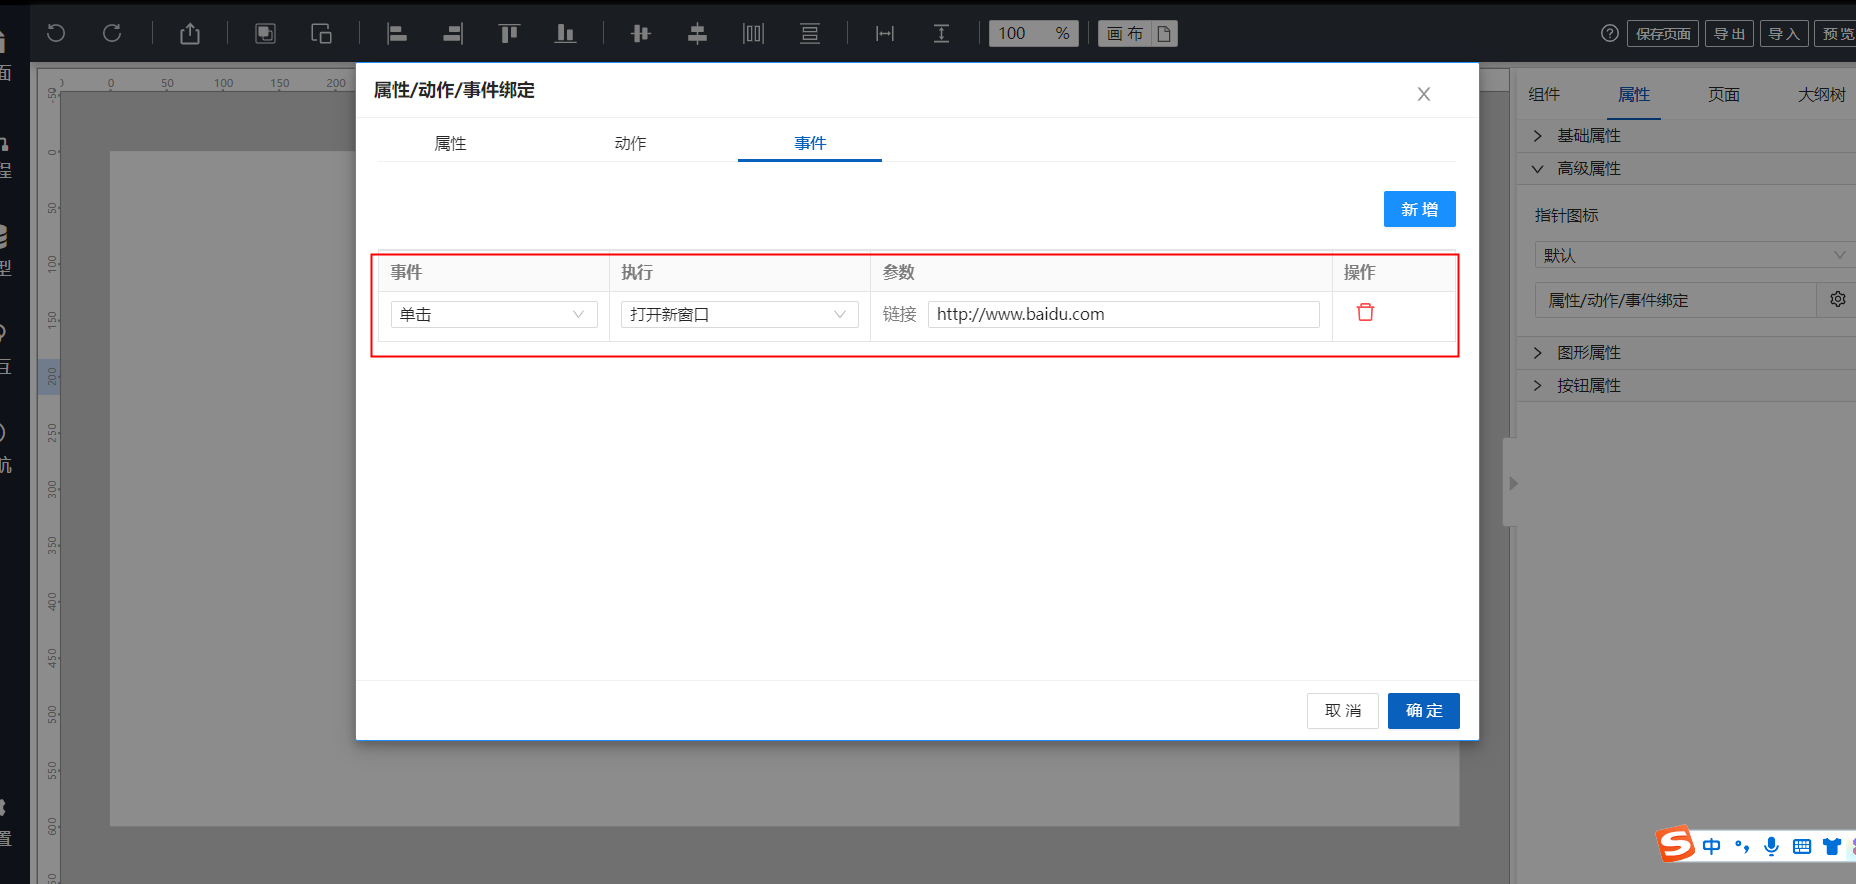 100 %
画布
保存页面
导出
导入
预览
面
程
型
互
航
置
0 50 100 150 200
-50
0
50
100
150
200
250
300
350
400
450
500
550
600
属性/动作/事件绑定
属性 动作 事件
新增
事件 执行 参数 操作
单击 打开新窗口 链接 http://www.baidu.com
取消 确定
组件 属性 页面 大纲树
基础属性
高级属性
指针图标
默认
属性/动作/事件绑定
图形属性
按钮属性
S 中